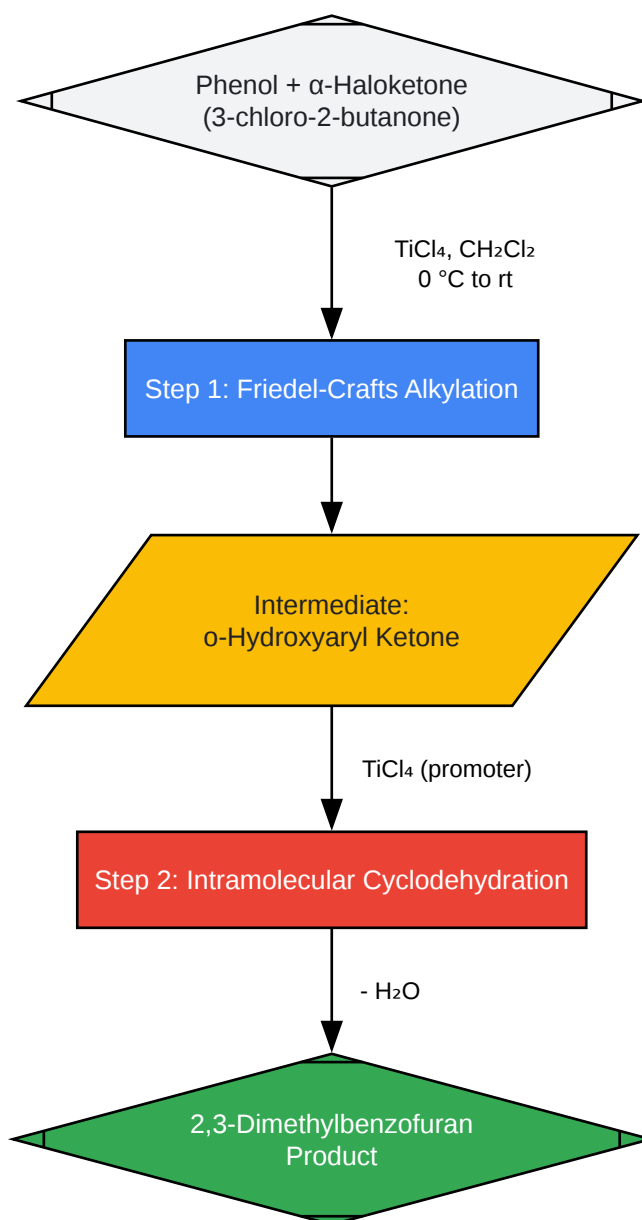 Phenol + α-Haloketone
(3-chloro-2-butanone)
TiCl₄, CH₂Cl₂
0 °C to rt
Step 1: Friedel-Crafts Alkylation
Intermediate:
o-Hydroxyaryl Ketone
TiCl₄ (promoter)
Step 2: Intramolecular Cyclodehydration
- H₂O
2,3-Dimethylbenzofuran
Product